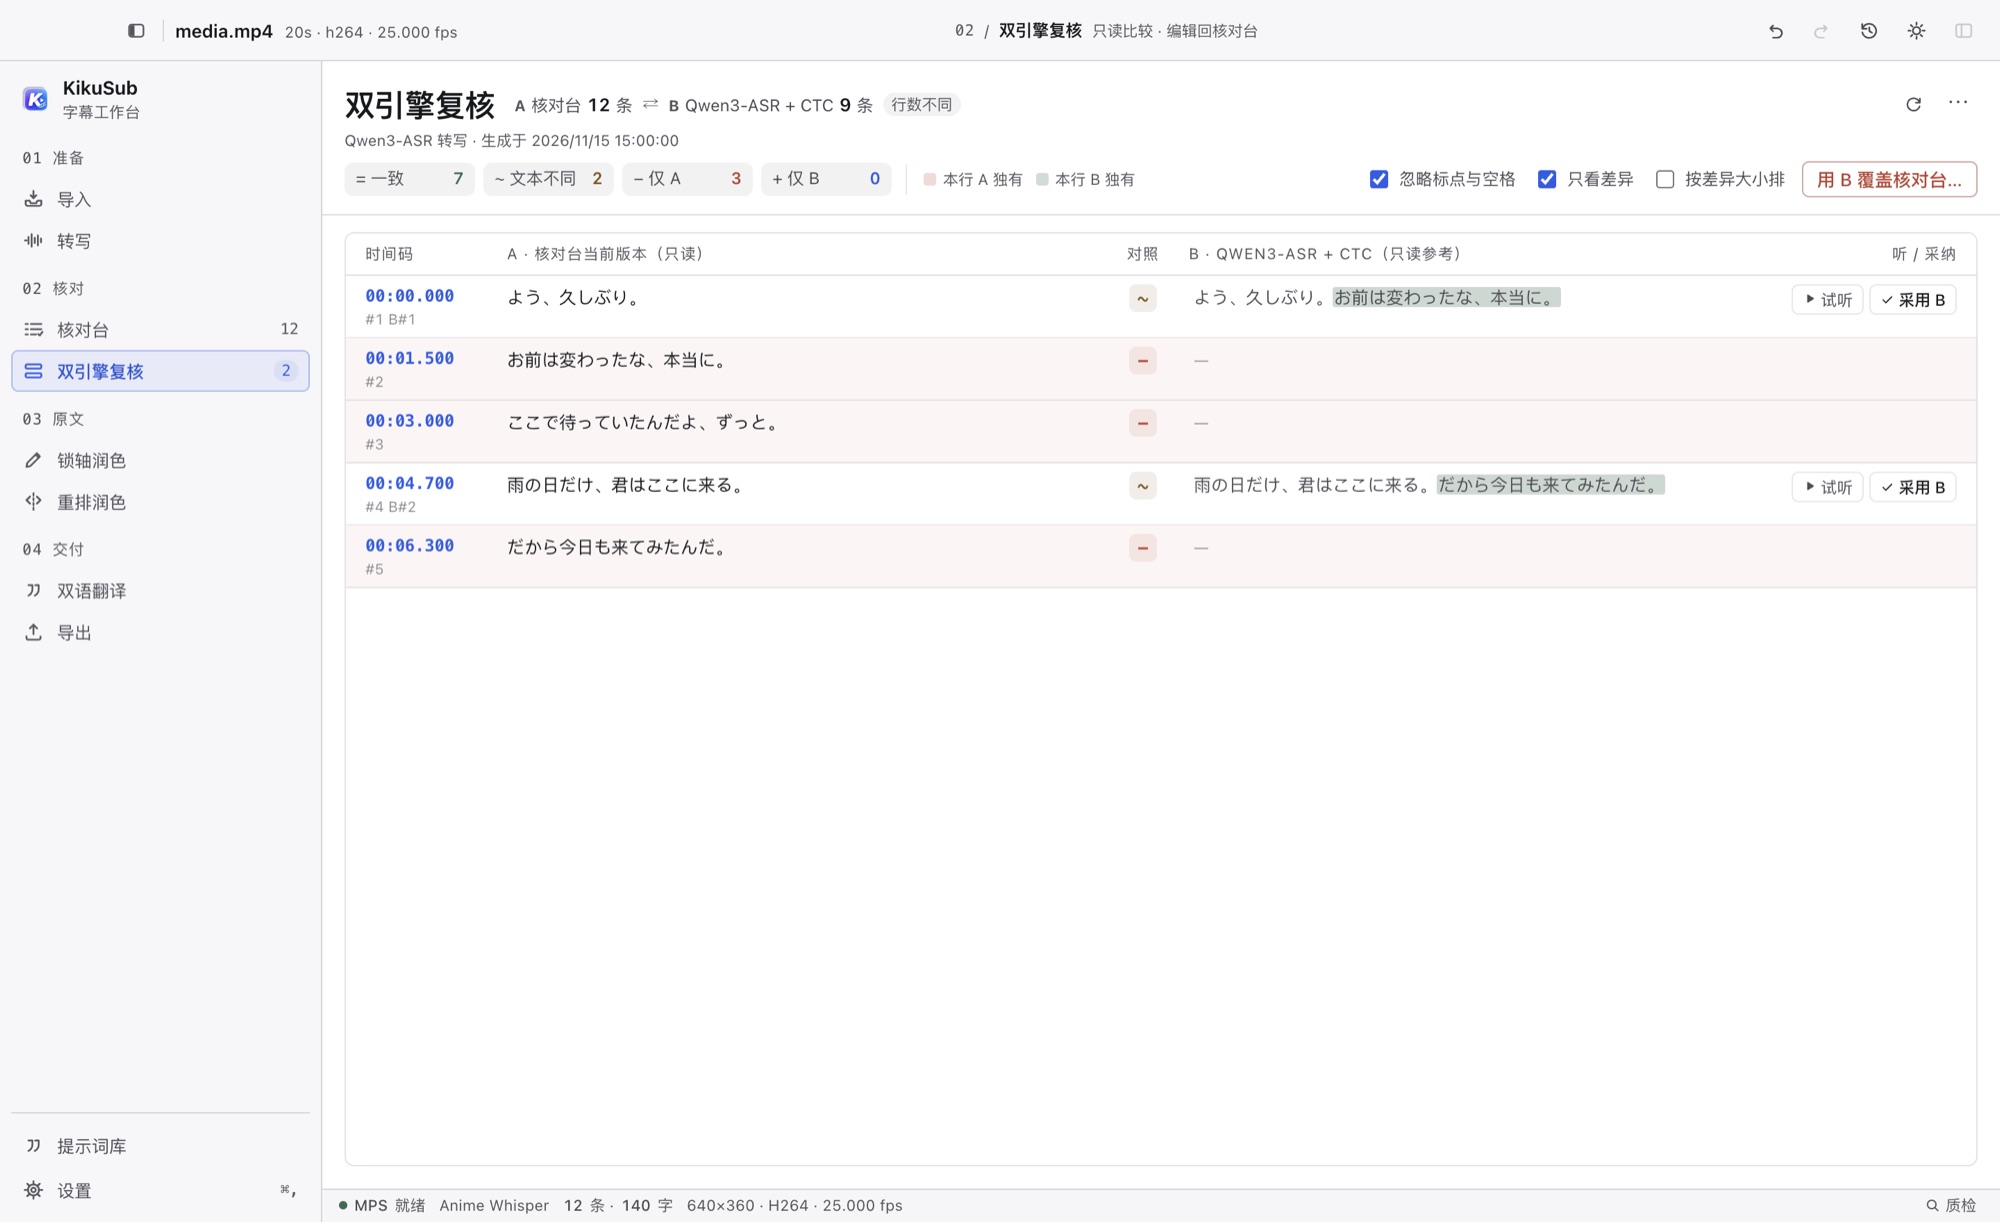 media.mp4 20s · h264 · 25.000 fps
02 / 双引擎复核 只读比较 · 编辑回核对台
KikuSub
字幕工作台
01 准备
导入
转写
02 核对
核对台 12
双引擎复核 2
03 原文
锁轴润色
重排润色
04 交付
双语翻译
导出
提示词库
设置 ⌘,
双引擎复核 A 核对台 12 条 ⇄ B Qwen3-ASR + CTC 9 条 行数不同
Qwen3-ASR 转写 · 生成于 2026/11/15 15:00:00
= 一致 7 ~ 文本不同 2 − 仅 A 3 + 仅 B 0 本行 A 独有 本行 B 独有 忽略标点与空格 只看差异 按差异大小排 用 B 覆盖核对台...
时间码 A · 核对台当前版本（只读） 对照 B · QWEN3-ASR + CTC（只读参考） 听 / 采纳
00:00.000 よう、久しぶり。 ~ よう、久しぶり。お前は変わったな、本当に。 试听 采用 B
#1 B#1
00:01.500 お前は変わったな、本当に。 − —
#2
00:03.000 ここで待っていたんだよ、ずっと。 − —
#3
00:04.700 雨の日だけ、君はここに来る。 ~ 雨の日だけ、君はここに来る。だから今日も来てみたんだ。 试听 采用 B
#4 B#2
00:06.300 だから今日も来てみたんだ。 − —
#5
MPS 就绪 Anime Whisper 12 条 · 140 字 640×360 · H264 · 25.000 fps 质检